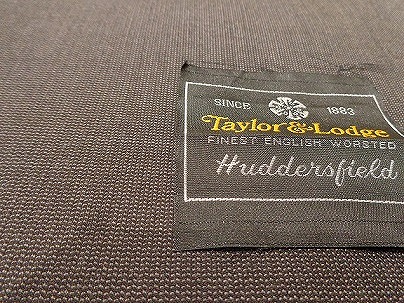 SINCE 1883
Taylor & Lodge
FINEST ENGLISH WORSTED
Huddersfield